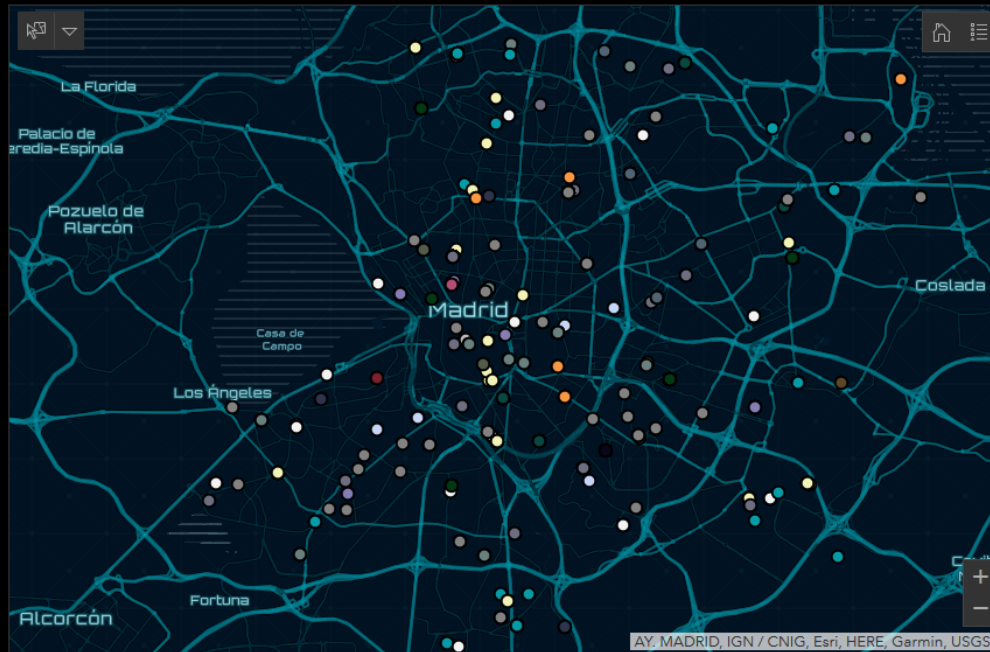 La Florida
Palacio de
eredia-Espínola
Pozuelo de
Alarcón
Coslada
Madrid
Casa de
Campo
Los Ángeles
Fortuna
Alcorcón
+
−
AY. MADRID, IGN / CNIG, Esri, HERE, Garmin, USGS